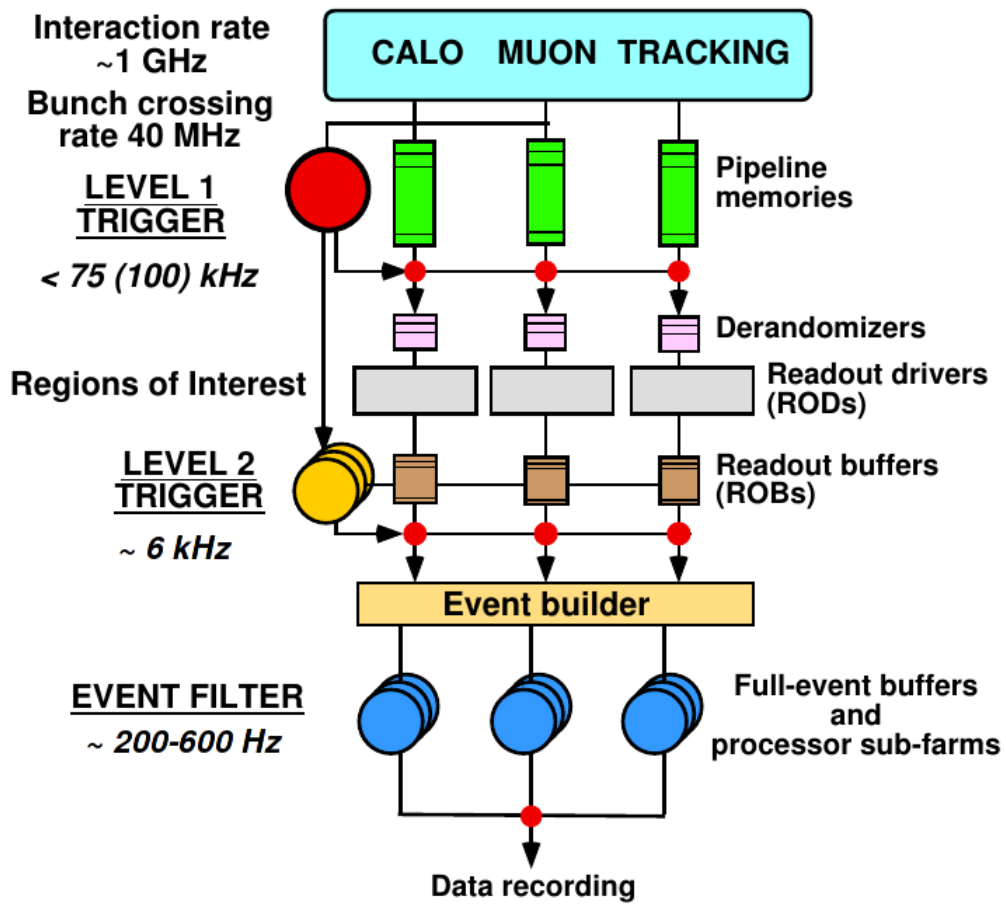 Interaction rate
~1 GHz
CALO MUON TRACKING
Bunch crossing
rate 40 MHz
LEVEL 1
TRIGGER
Pipeline
memories
< 75 (100) kHz
Derandomizers
Regions of Interest
Readout drivers
(RODs)
LEVEL 2
TRIGGER
Readout buffers
(ROBs)
~ 6 kHz
Event builder
EVENT FILTER
~ 200-600 Hz
Full-event buffers
and
processor sub-farms
Data recording